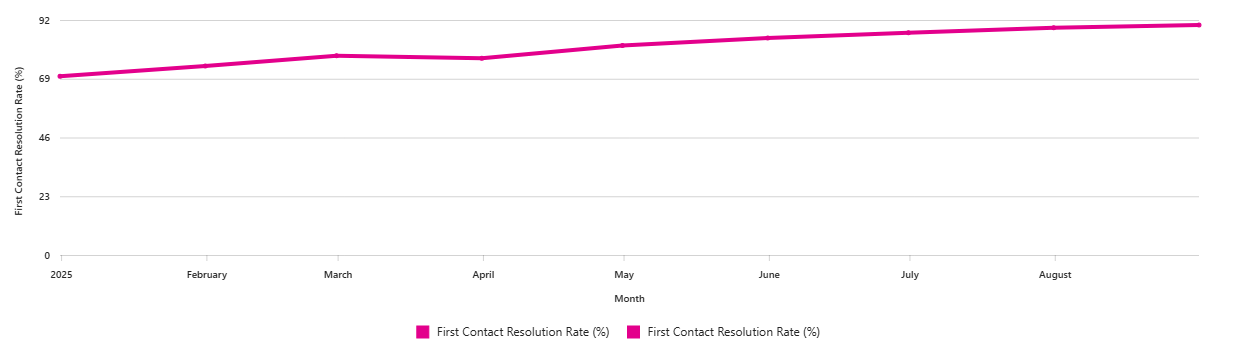 92
69
46
23
0
First Contact Resolution Rate (%)
2025 February March April May June July August
Month
First Contact Resolution Rate (%) First Contact Resolution Rate (%)